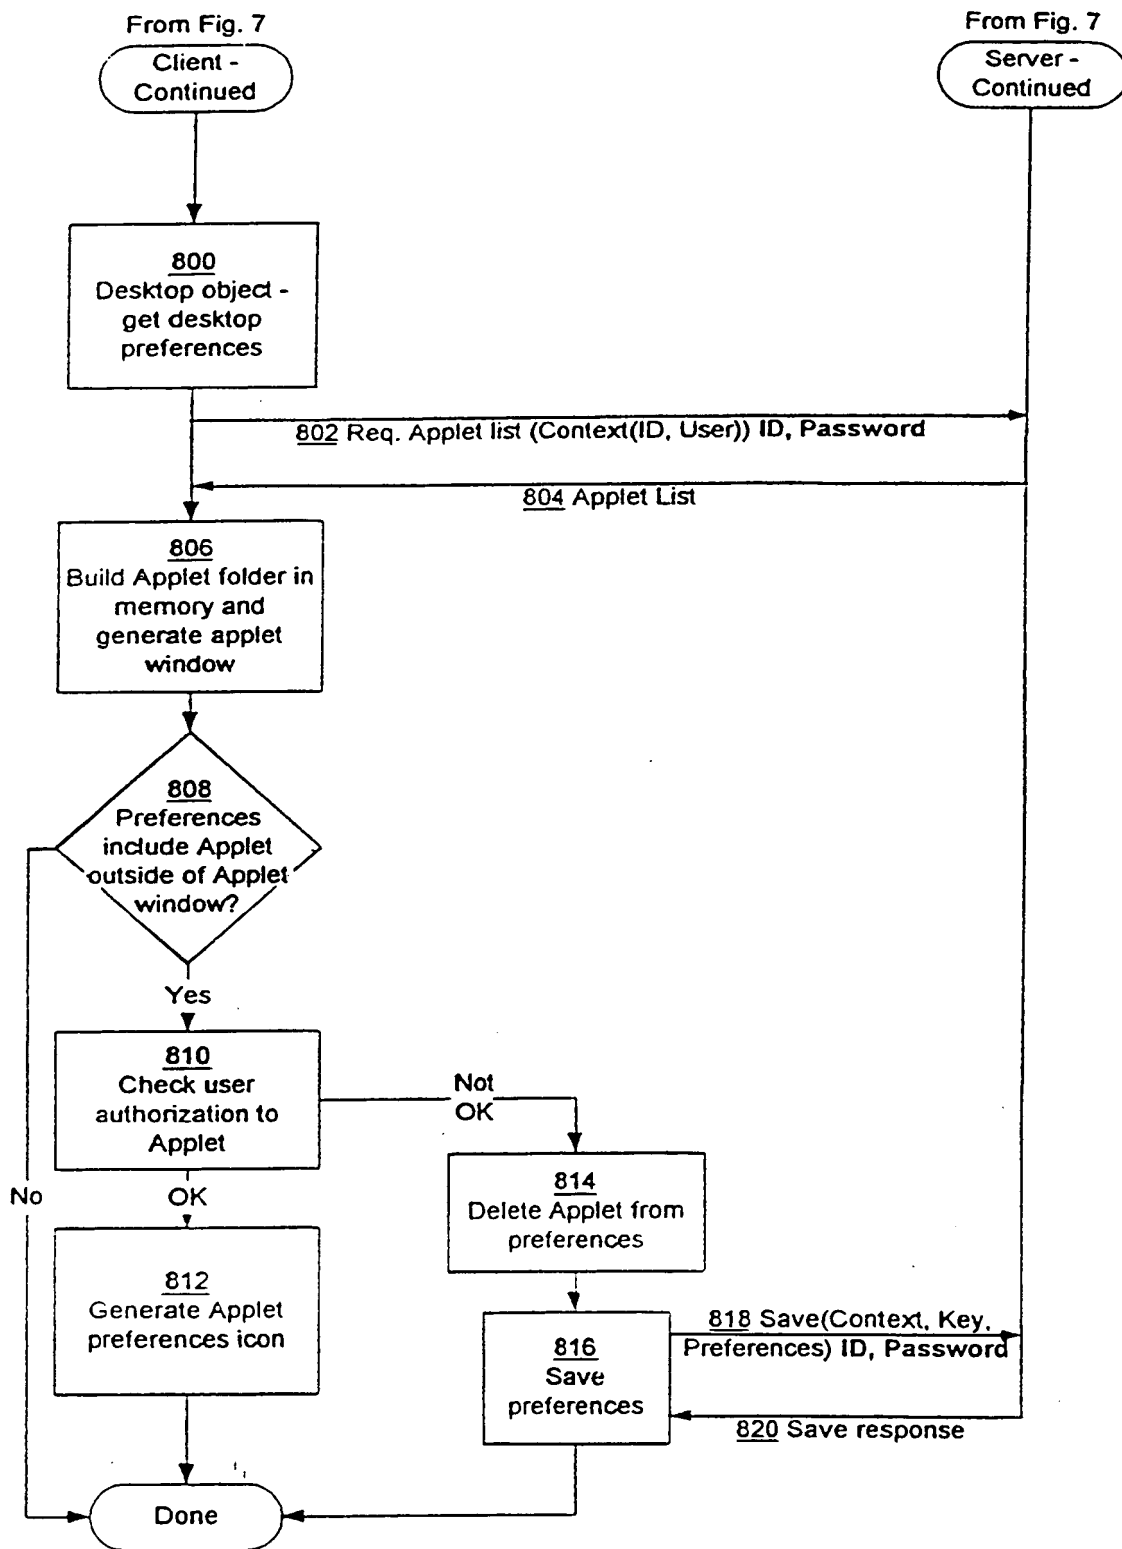 From Fig. 7
Client -
Continued
From Fig. 7
Server -
Continued
800
Desktop object -
get desktop
preferences
802 Req. Applet list (Context(ID, User)) ID, Password
804 Applet List
806
Build Applet folder in
memory and
generate applet
window
808
Preferences
include Applet
outside of Applet
window?
Yes
No
810
Check user
authorization to
Applet
Not
OK
OK
814
Delete Applet from
preferences
812
Generate Applet
preferences icon
816
Save
preferences
818 Save(Context, Key,
Preferences) ID, Password
820 Save response
Done